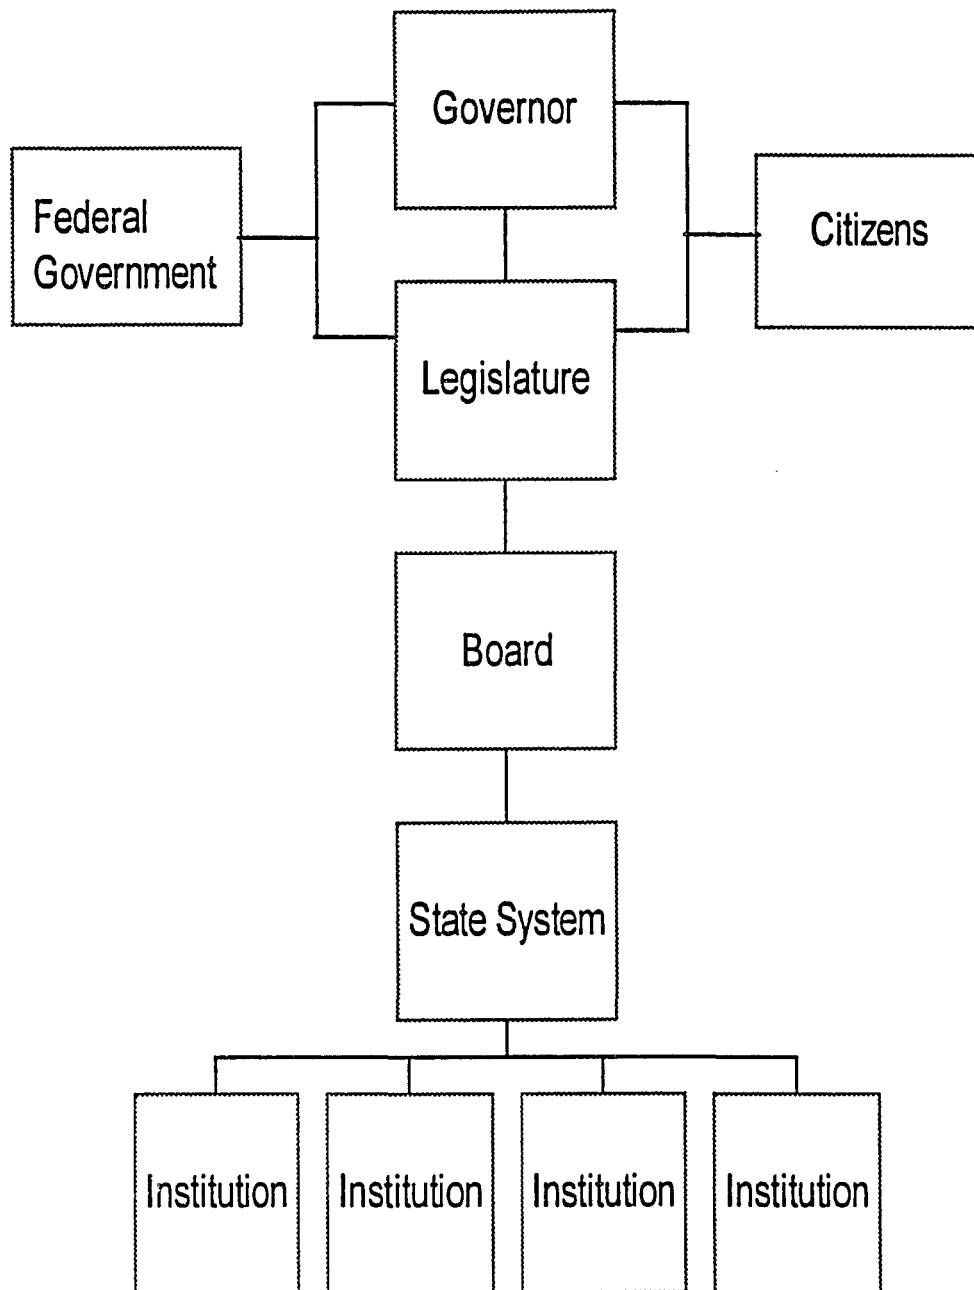 Governor
Federal
Government
Citizens
Legislature
Board
State System
Institution
Institution
Institution
Institution